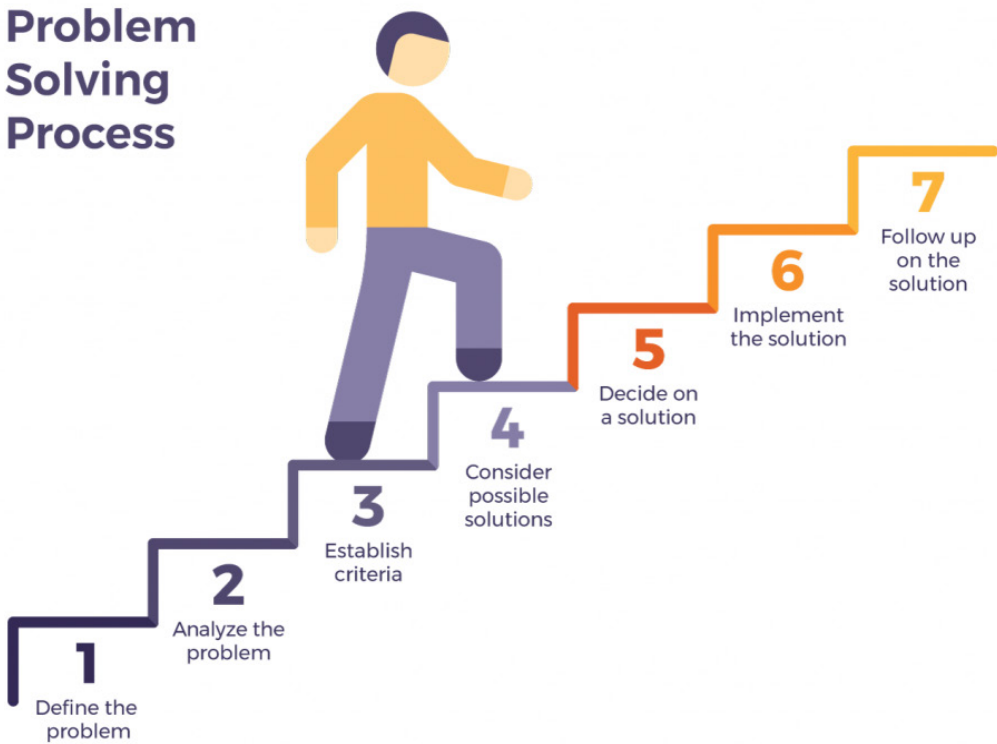 Problem
Solving
Process
1
Define the
problem
2
Analyze the
problem
3
Establish
criteria
4
Consider
possible
solutions
5
Decide on
a solution
6
Implement
the solution
7
Follow up
on the
solution